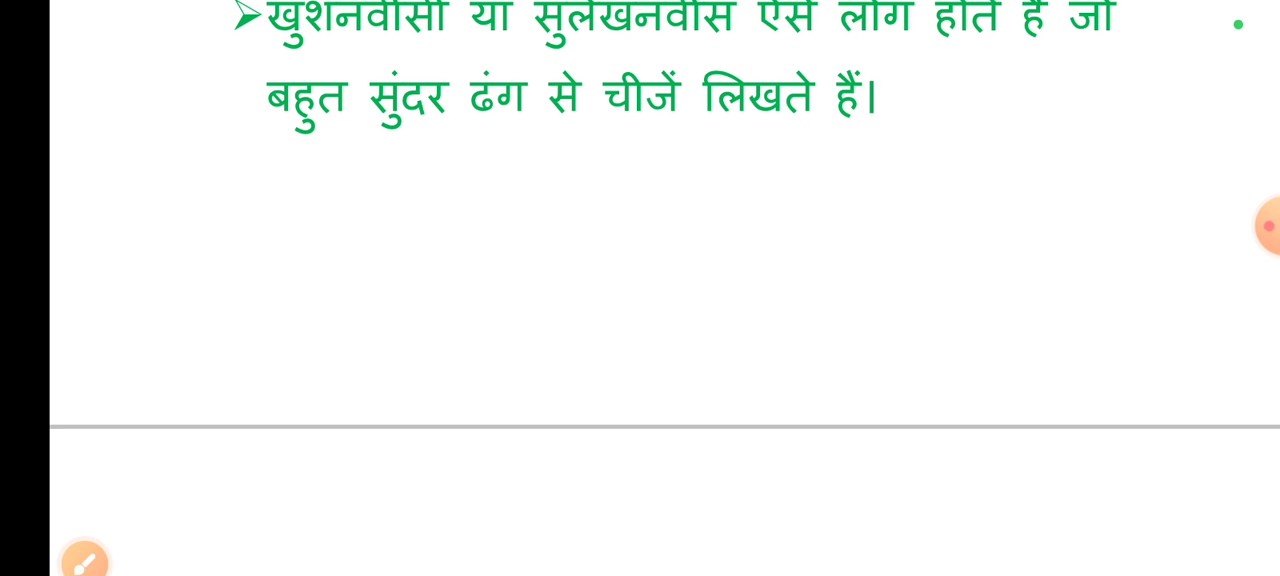 ➢खुशनवीसी या सुलेखनवीस ऐसे लोग होते हैं जो
बहुत सुंदर ढंग से चीजें लिखते हैं।